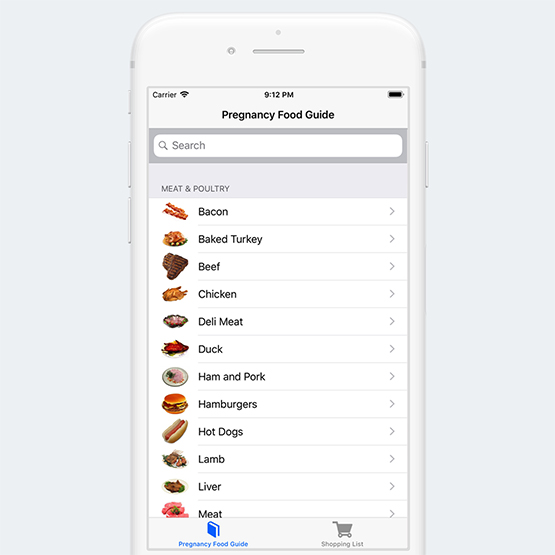 Carrier 9:12 PM
Pregnancy Food Guide
Search
MEAT & POULTRY
Bacon
Baked Turkey
Beef
Chicken
Deli Meat
Duck
Ham and Pork
Hamburgers
Hot Dogs
Lamb
Liver
Meat
Pregnancy Food Guide Shopping List